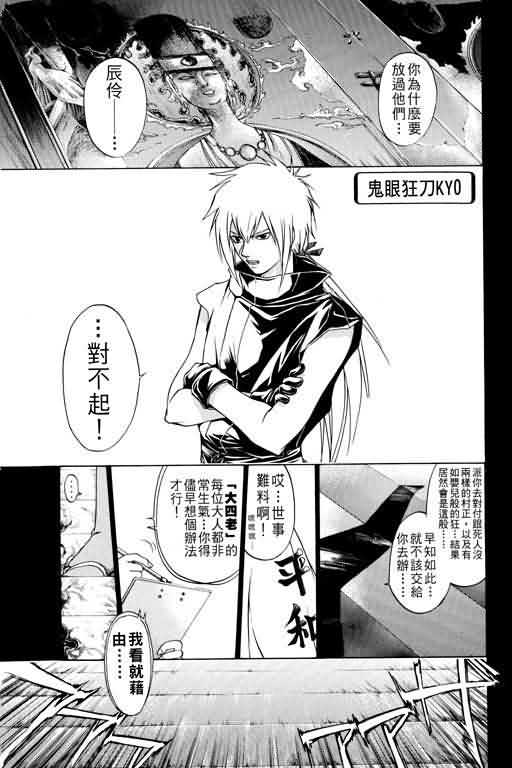 你為什麼要
放過他們…
辰伶
———…
鬼眼狂刀KYO
…對不起！
派你去對付跟死人沒
兩樣的村正，以及有
如嬰兒般的狂…結果
居然會是這般…
早知如此…
就不該交給
你去辦……
哎…世事
難料啊！
嘿嘿嘿…
平和
「大四老」的
每位大人都非
常生氣…你得
儘早想個辦法
才行！
…
我看就藉
由……